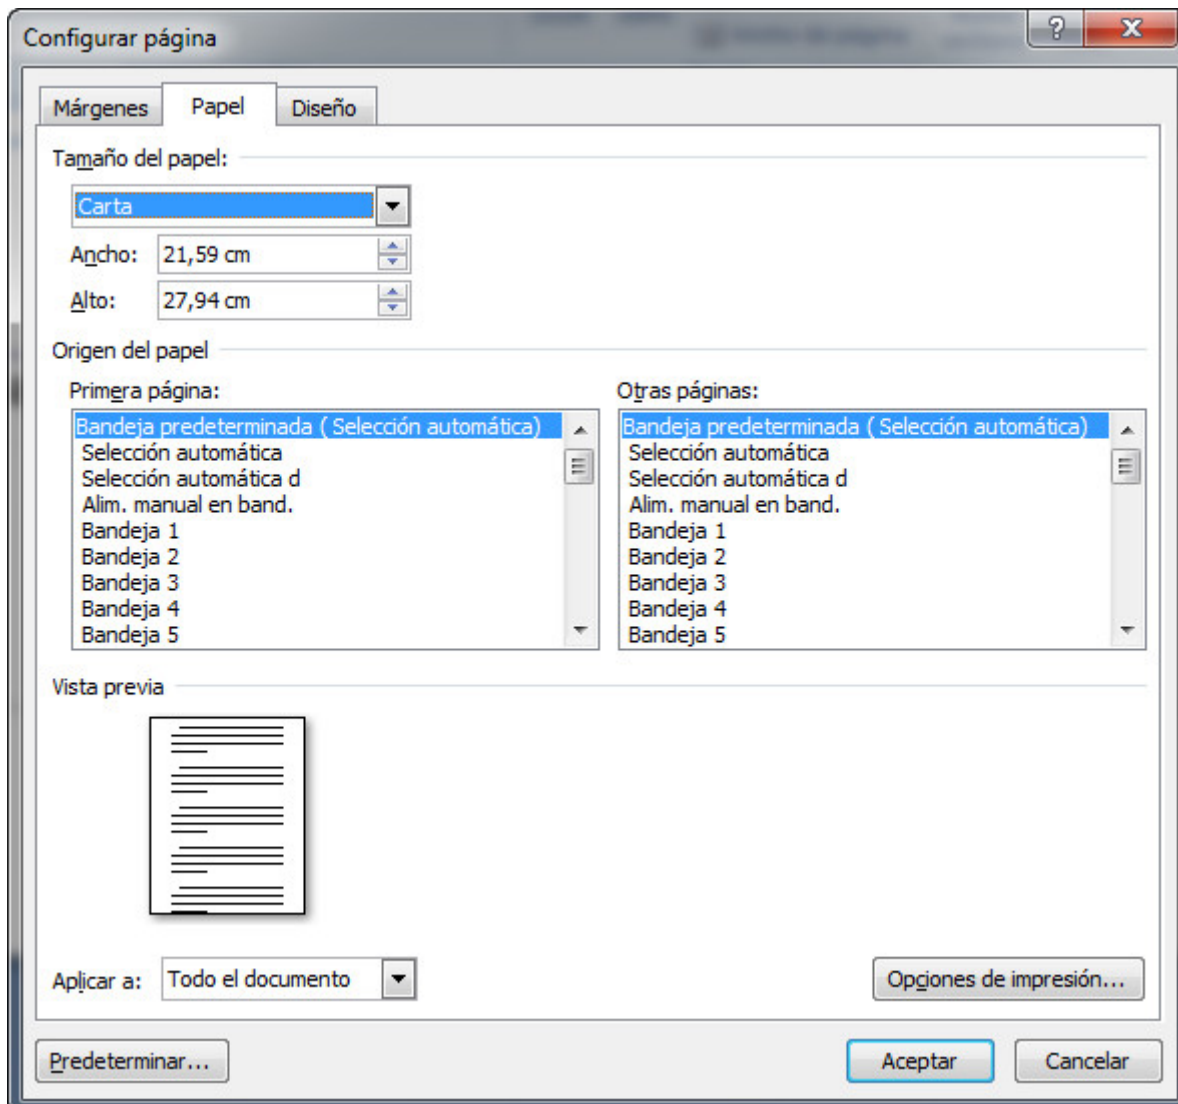 Configurar página
?
X
Márgenes Papel Diseño
Tamaño del papel:
Carta
Ancho: 21,59 cm
Alto: 27,94 cm
Origen del papel
Primera página: Otras páginas:
Bandeja predeterminada ( Selección automática) Bandeja predeterminada ( Selección automática)
Selección automática Selección automática
Selección automática d Selección automática d
Alim. manual en band. Alim. manual en band.
Bandeja 1 Bandeja 1
Bandeja 2 Bandeja 2
Bandeja 3 Bandeja 3
Bandeja 4 Bandeja 4
Bandeja 5 Bandeja 5
Vista previa
Aplicar a: Todo el documento Opciones de impresión...
Predeterminar... Aceptar Cancelar